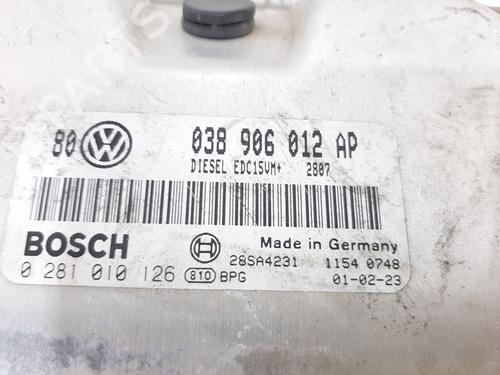 80 VW 038 906 012 AP
DIESEL EDC15VM+ 2807
BOSCH
Made in Germany
28SA4231 1154 0748
0 281 010 126 810 BPG 01-02-23